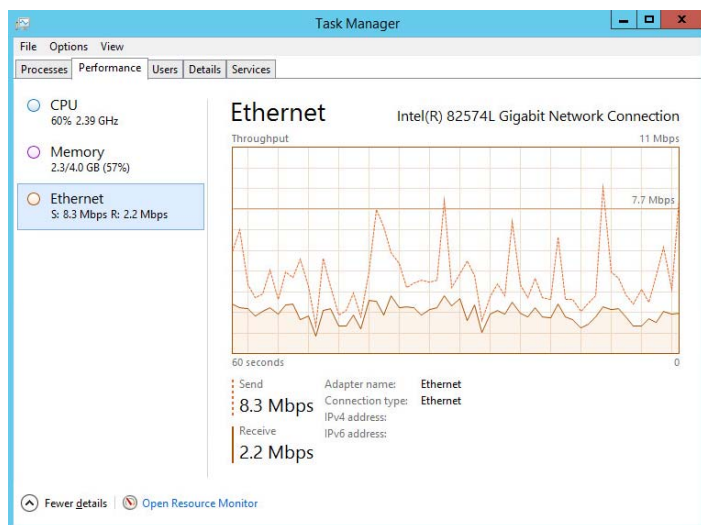 Task Manager
File Options View
Processes Performance Users Details Services
CPU
60% 2.39 GHz
Memory
2.3/4.0 GB (57%)
Ethernet
S: 8.3 Mbps R: 2.2 Mbps
Ethernet Intel(R) 82574L Gigabit Network Connection
Throughput 11 Mbps
7.7 Mbps
60 seconds 0
Send
8.3 Mbps
Receive
2.2 Mbps
Adapter name: Ethernet
Connection type: Ethernet
IPv4 address:
IPv6 address:
Fewer details Open Resource Monitor